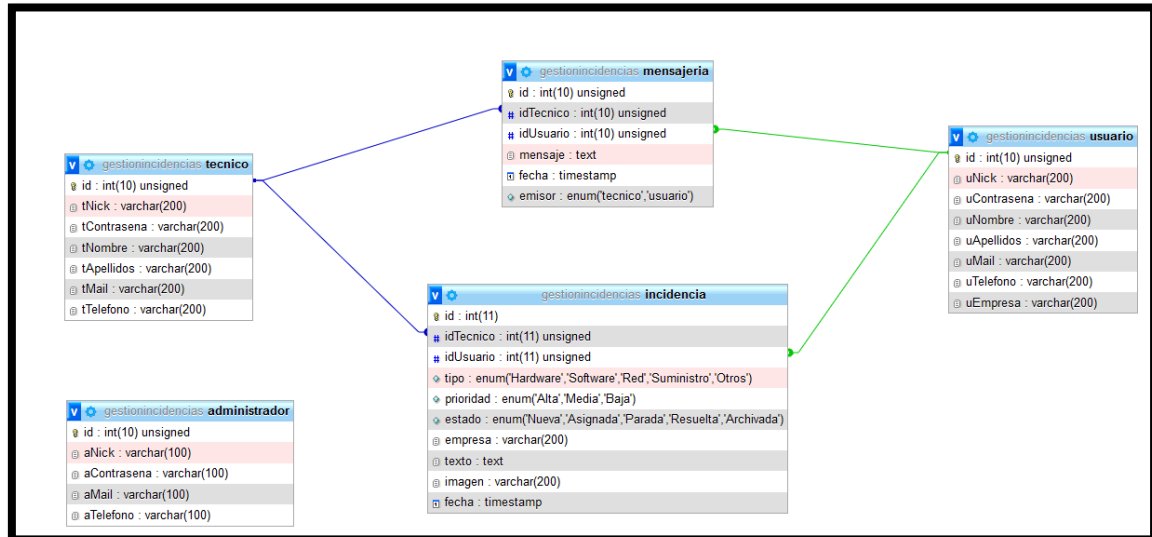 gestionincidencias mensajeria
id : int(10) unsigned
idTecnico : int(10) unsigned
idUsuario : int(10) unsigned
mensaje : text
fecha : timestamp
emisor : enum('tecnico','usuario')
gestionincidencias tecnico
id : int(10) unsigned
tNick : varchar(200)
tContrasena : varchar(200)
tNombre : varchar(200)
tApellidos : varchar(200)
tMail : varchar(200)
tTelefono : varchar(200)
gestionincidencias usuario
id : int(10) unsigned
uNick : varchar(200)
uContrasena : varchar(200)
uNombre : varchar(200)
uApellidos : varchar(200)
uMail : varchar(200)
uTelefono : varchar(200)
uEmpresa : varchar(200)
gestionincidencias incidencia
id : int(11)
idTecnico : int(11) unsigned
idUsuario : int(11) unsigned
tipo : enum('Hardware','Software','Red','Suministro','Otros')
prioridad : enum('Alta','Media','Baja')
estado : enum('Nueva','Asignada','Parada','Resuelta','Archivada')
empresa : varchar(200)
texto : text
imagen : varchar(200)
fecha : timestamp
gestionincidencias administrador
id : int(10) unsigned
aNick : varchar(100)
aContrasena : varchar(100)
aMail : varchar(100)
aTelefono : varchar(100)